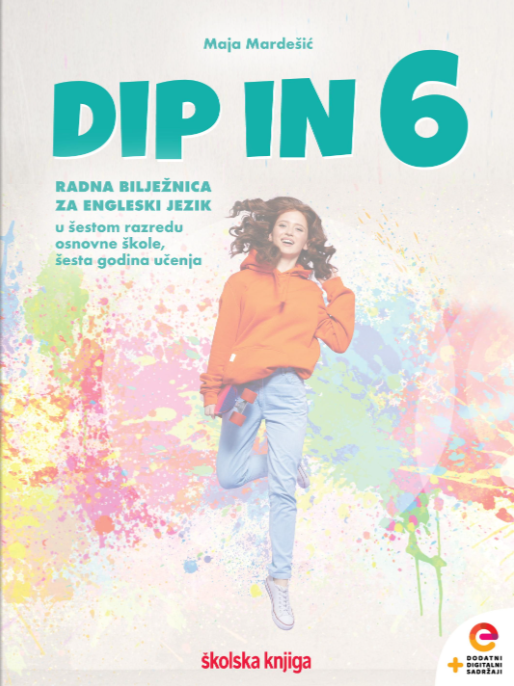 Maja Mardešić
DIP IN 6
RADNA BILJEŽNICA
ZA ENGLESKI JEZIK
u šestom razredu
osnovne škole,
šesta godina učenja
školska knjiga
e
+ DODATNI
DIGITALNI
SADRŽAJI